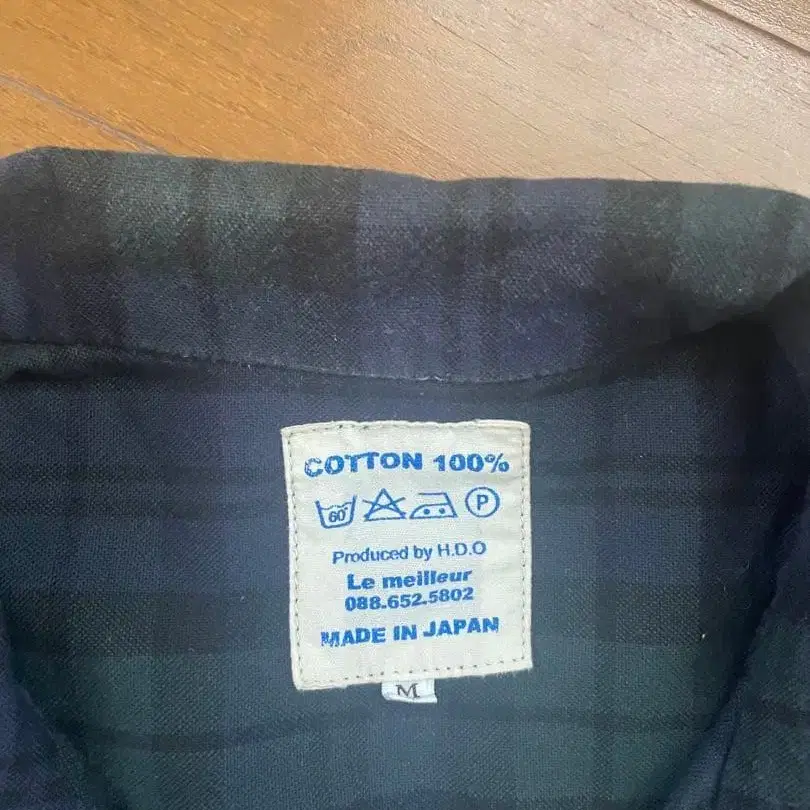 COTTON 100%
60° P
Produced by H.D.O
Le meilleur
088.652.5802
MADE IN JAPAN
M